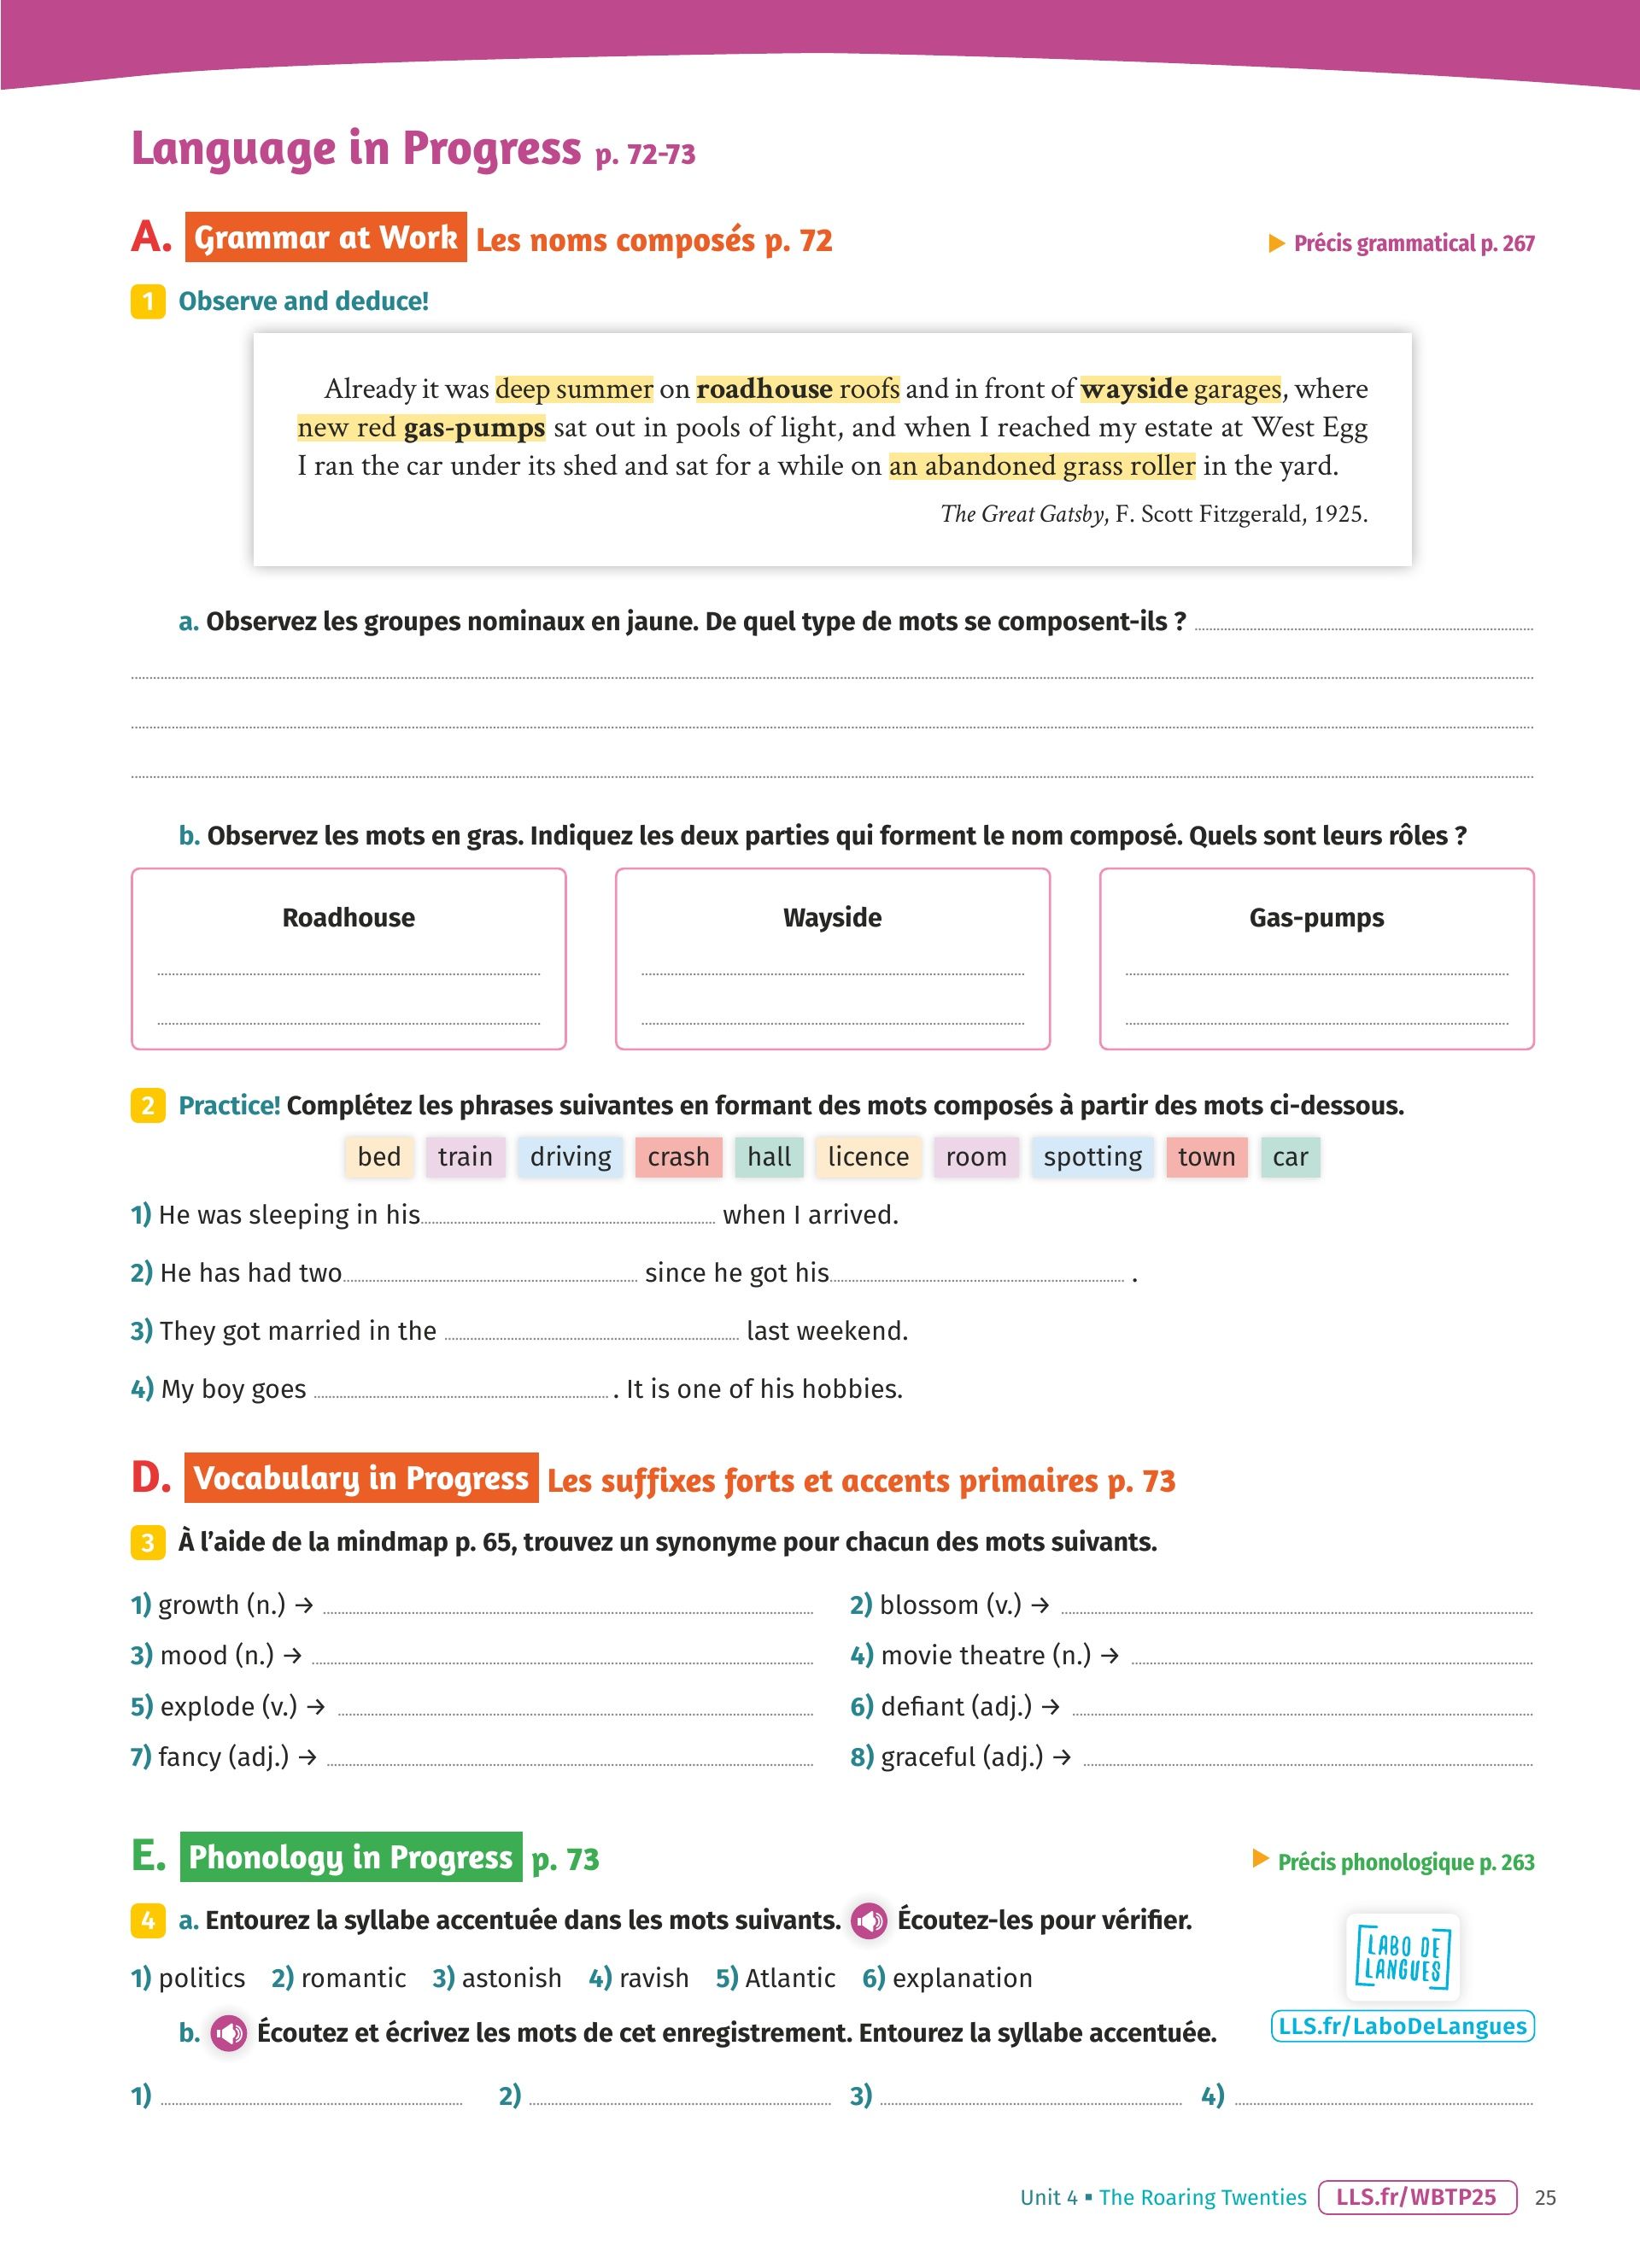 Language in Progress p. 72-73
A. Grammar at Work Les noms composés p. 72
▶ Précis grammatical p. 267
1 Observe and deduce!
Already it was deep summer on roadhouse roofs and in front of wayside garages, where
new red gas-pumps sat out in pools of light, and when I reached my estate at West Egg
I ran the car under its shed and sat for a while on an abandoned grass roller in the yard.
The Great Gatsby, F. Scott Fitzgerald, 1925.
a. Observez les groupes nominaux en jaune. De quel type de mots se composent-ils ?
b. Observez les mots en gras. Indiquez les deux parties qui forment le nom composé. Quels sont leurs rôles ?
Roadhouse
Wayside
Gas-pumps
2 Practice! Complétez les phrases suivantes en formant des mots composés à partir des mots ci-dessous.
bed train driving crash hall licence room spotting town car
1) He was sleeping in his when I arrived.
2) He has had two since he got his .
3) They got married in the last weekend.
4) My boy goes . It is one of his hobbies.
D. Vocabulary in Progress Les suffixes forts et accents primaires p. 73
3 À l'aide de la mindmap p. 65, trouvez un synonyme pour chacun des mots suivants.
1) growth (n.) →
2) blossom (v.) →
3) mood (n.) →
4) movie theatre (n.) →
5) explode (v.) →
6) defiant (adj.) →
7) fancy (adj.) →
8) graceful (adj.) →
E. Phonology in Progress p. 73
▶ Précis phonologique p. 263
4 a. Entourez la syllabe accentuée dans les mots suivants. Écoutez-les pour vérifier.
LABO DE
LANGUES
1) politics 2) romantic 3) astonish 4) ravish 5) Atlantic 6) explanation
LLS.fr/LaboDeLangues
b. Écoutez et écrivez les mots de cet enregistrement. Entourez la syllabe accentuée.
1) 2) 3) 4)
Unit 4 ▪ The Roaring Twenties LLS.fr/WBTP25 25